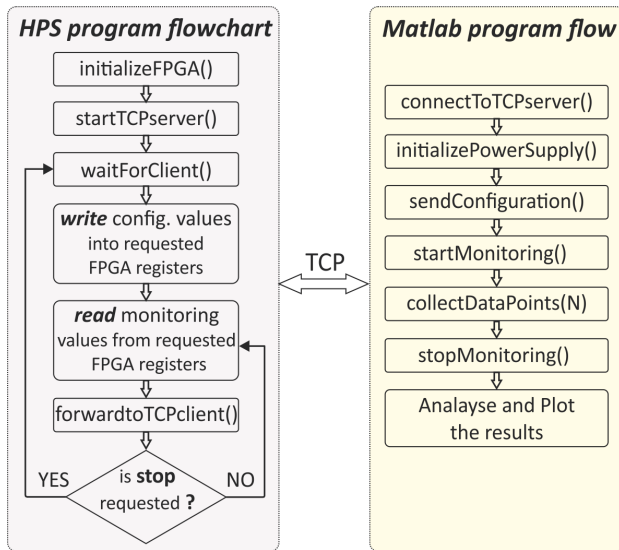 HPS program flowchart
initializeFPGA()
startTCPserver()
waitForClient()
write config. values
into requested
FPGA registers
read monitoring
values from requested
FPGA registers
forwardtoTCPclient()
YES
is stop
requested ?
NO
TCP
Matlab program flow
connectToTCPserver()
initializePowerSupply()
sendConfiguration()
startMonitoring()
collectDataPoints(N)
stopMonitoring()
Analayse and Plot
the results